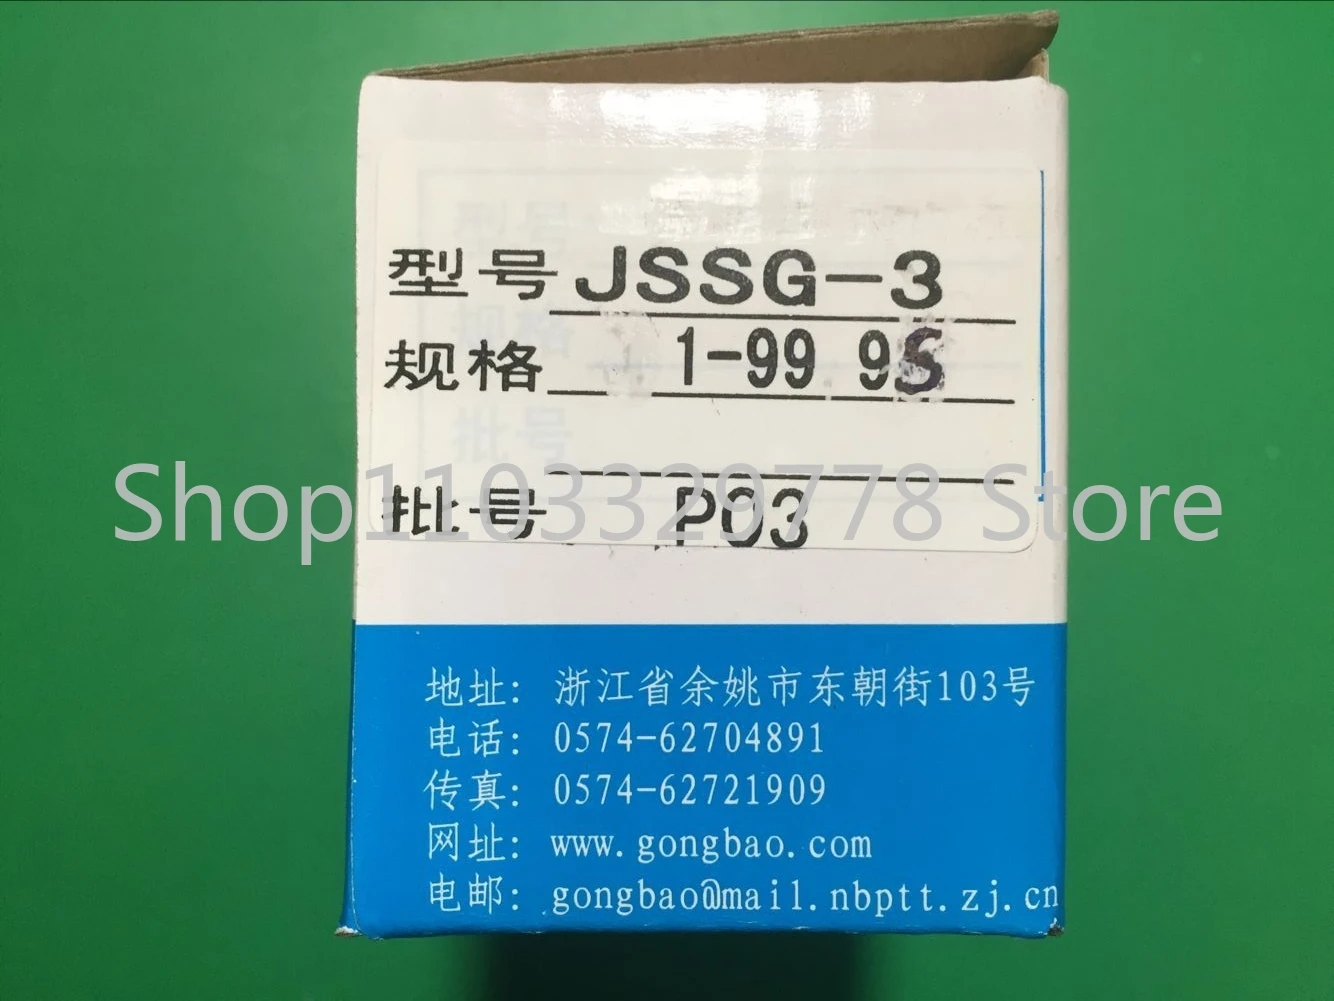 型号 JSSG-3
规格 1-99 9S
批号 P03
Shop1103329778 Store
地址: 浙江省余姚市东朝街103号
电话: 0574-62704891
传真: 0574-62721909
网址: www.gongbao.com
电邮: gongbao@mail.nbptt.zj.cn